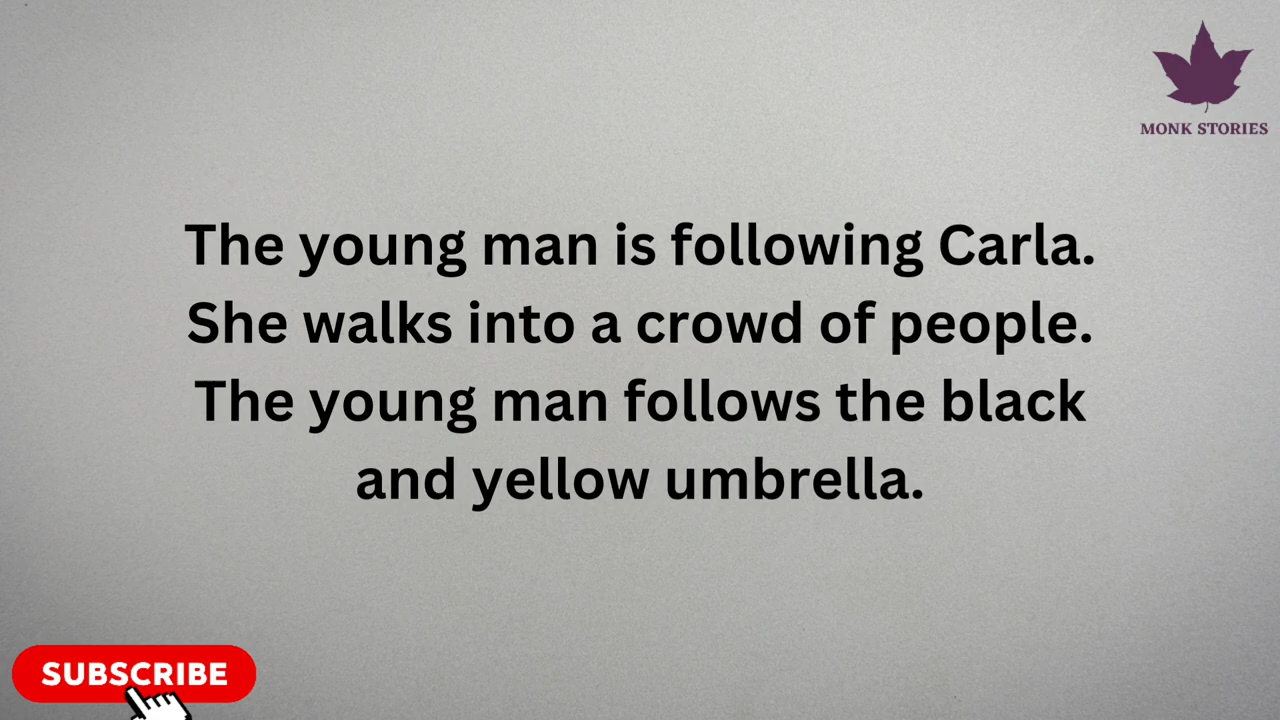 MONK STORIES
The young man is following Carla.
She walks into a crowd of people.
The young man follows the black
and yellow umbrella.
SUBSCRIBE